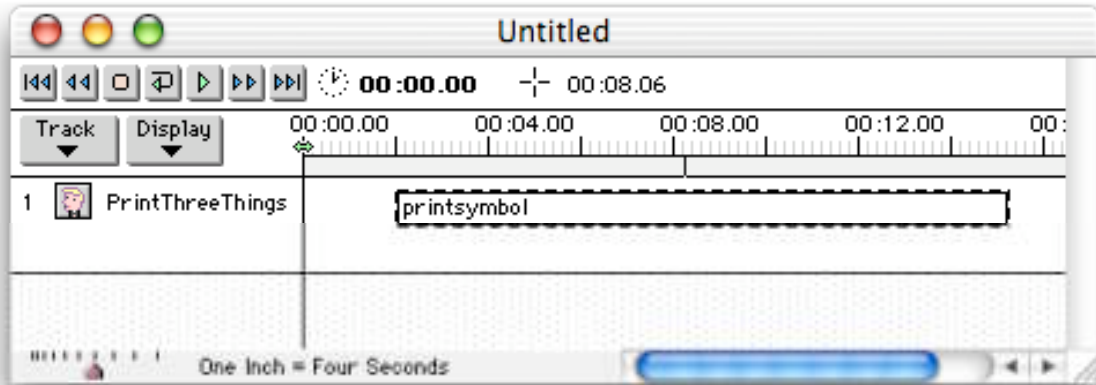 Untitled
00:00.00 00:08.06
Track Display 00:00.00 00:04.00 00:08.00 00:12.00 00:
1 PrintThreeThings printsymbol
One Inch = Four Seconds